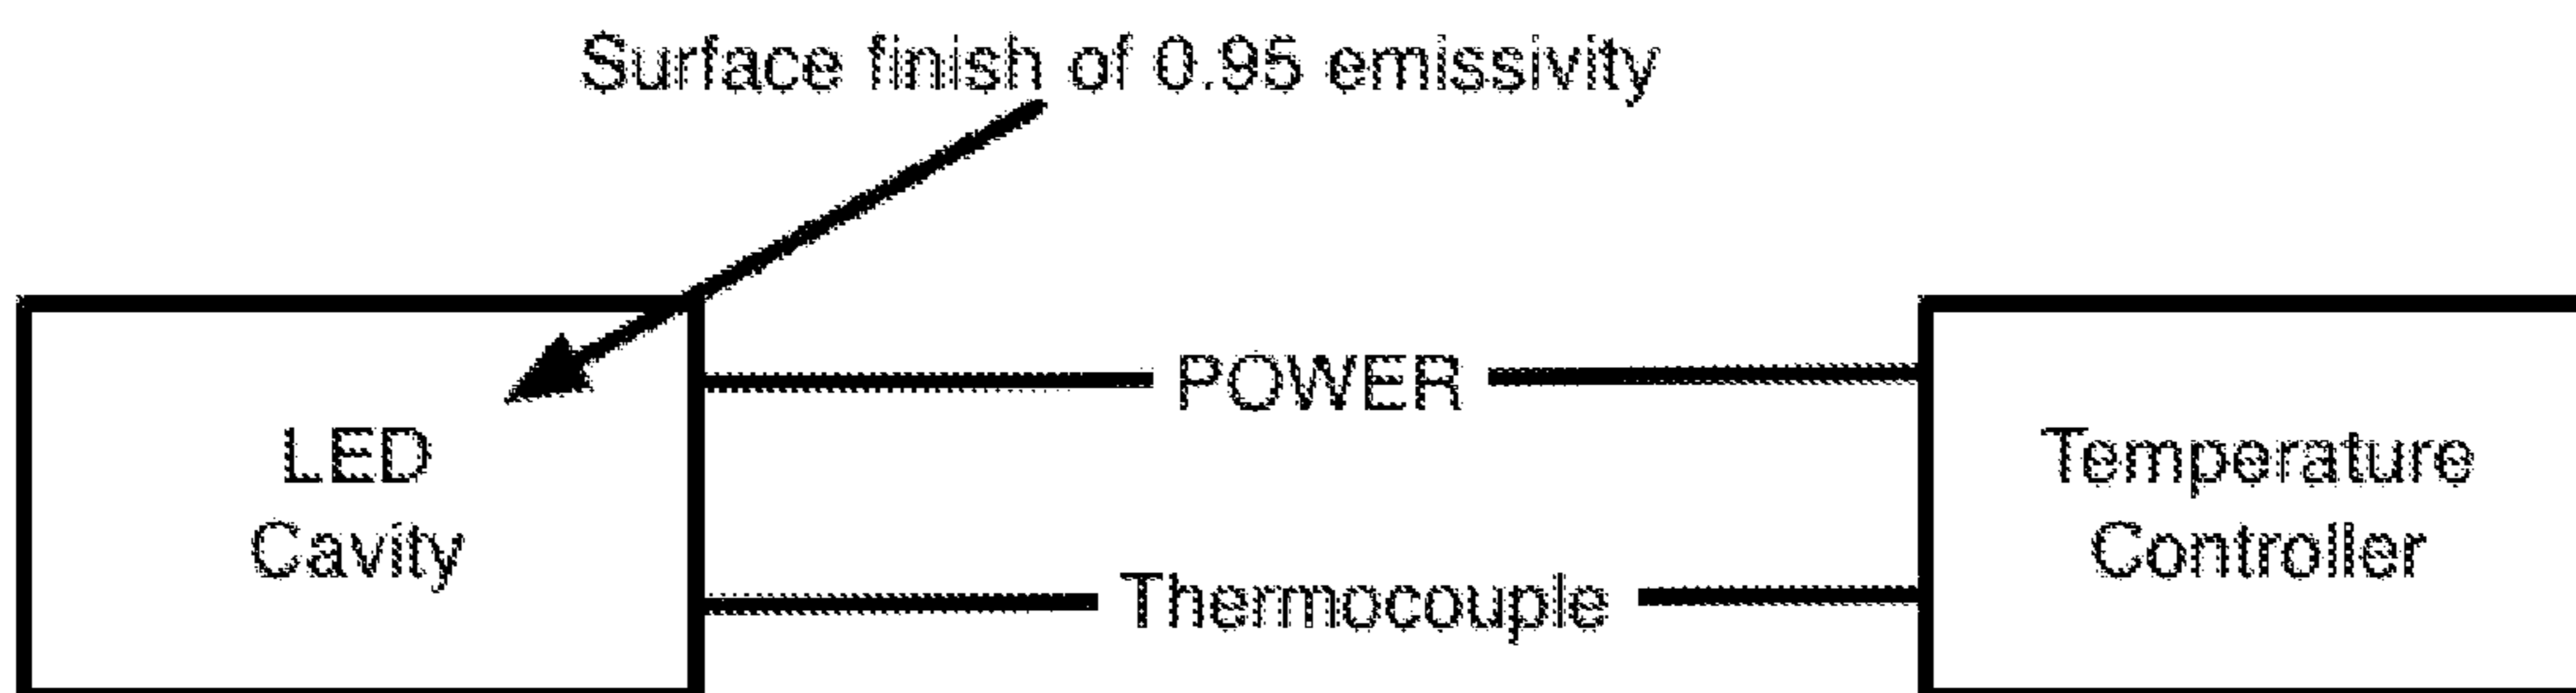 Surface finish of 0.95 emissivity
POWER
LED
Cavity
Temperature
Controller
Thermocouple